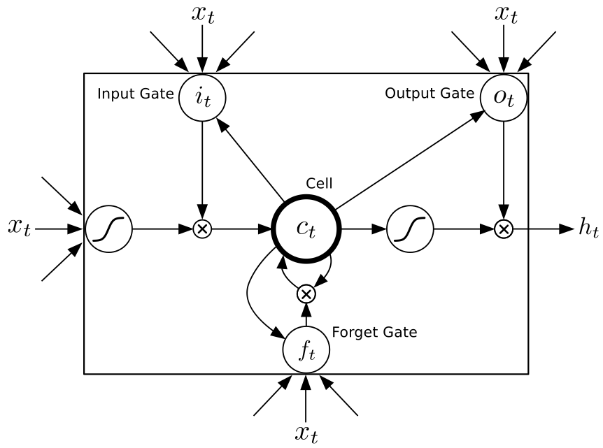 x_t x_t
Input Gate i_t Output Gate o_t
Cell
x_t c_t h_t
Forget Gate
f_t
x_t